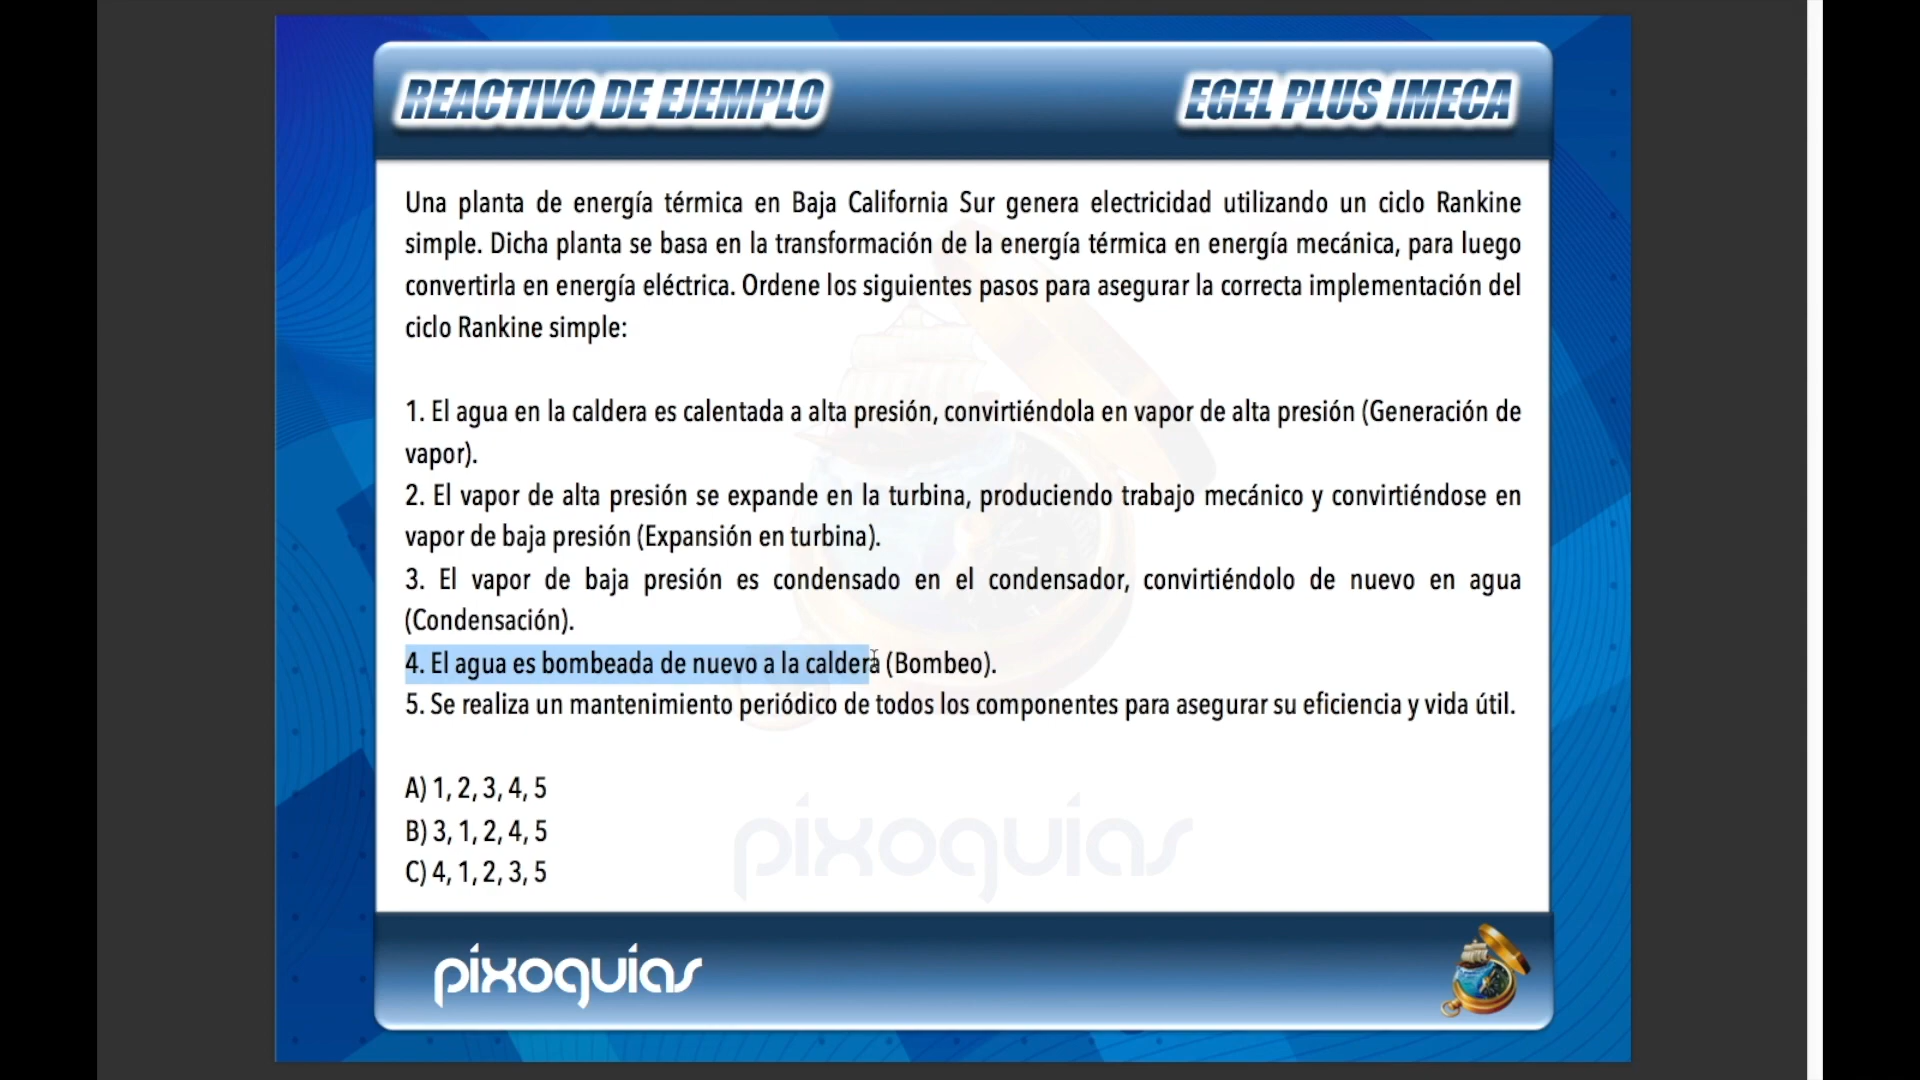 REACTIVO DE EJEMPLO
EGEL PLUS IMECA
Una planta de energía térmica en Baja California Sur genera electricidad utilizando un ciclo Rankine
simple. Dicha planta se basa en la transformación de la energía térmica en energía mecánica, para luego
convertirla en energía eléctrica. Ordene los siguientes pasos para asegurar la correcta implementación del
ciclo Rankine simple:
1. El agua en la caldera es calentada a alta presión, convirtiéndola en vapor de alta presión (Generación de
vapor).
2. El vapor de alta presión se expande en la turbina, produciendo trabajo mecánico y convirtiéndose en
vapor de baja presión (Expansión en turbina).
3. El vapor de baja presión es condensado en el condensador, convirtiéndolo de nuevo en agua
(Condensación).
4. El agua es bombeada de nuevo a la caldera (Bombeo).
5. Se realiza un mantenimiento periódico de todos los componentes para asegurar su eficiencia y vida útil.
A) 1, 2, 3, 4, 5
B) 3, 1, 2, 4, 5
C) 4, 1, 2, 3, 5
pixoguías
pixoguías